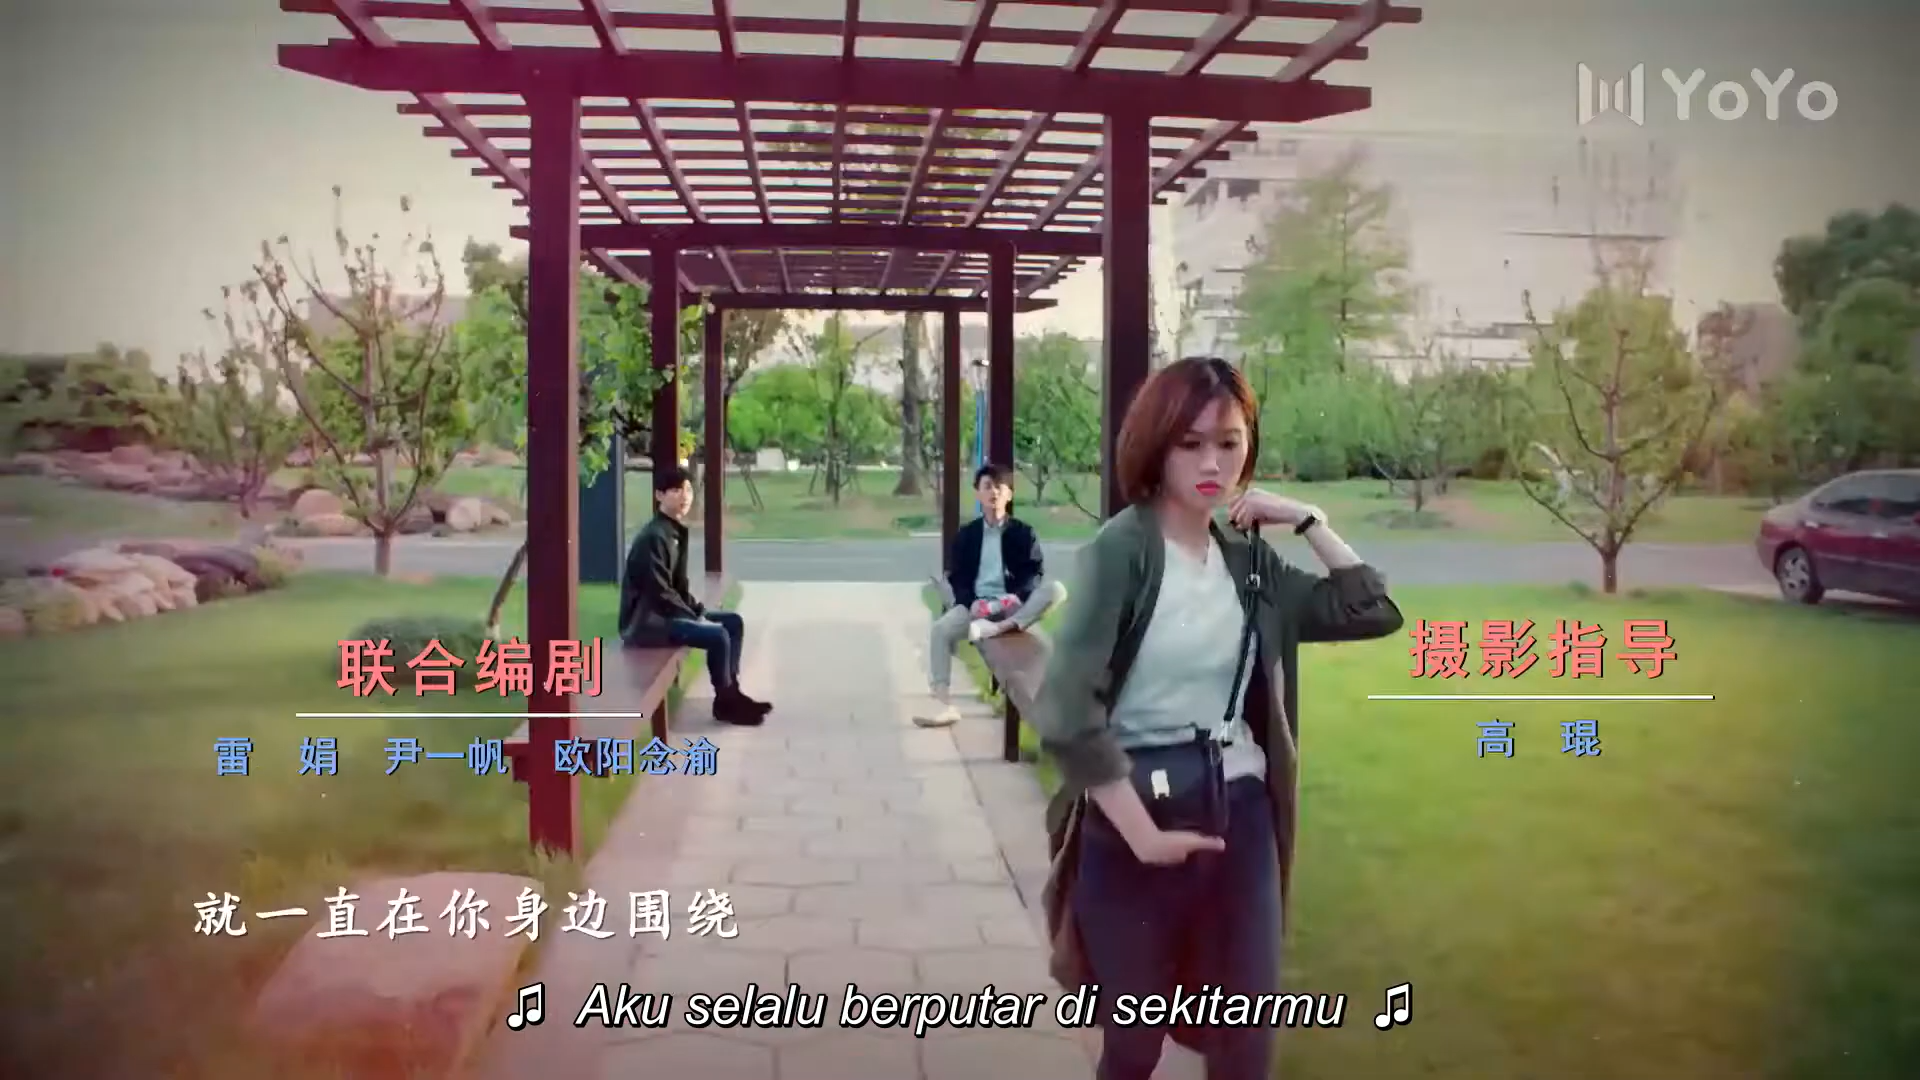 YoYo
联合编剧
雷 娟 尹一帆 欧阳念渝
摄影指导
高 琨
就一直在你身边围绕
♫ Aku selalu berputar di sekitarmu ♫